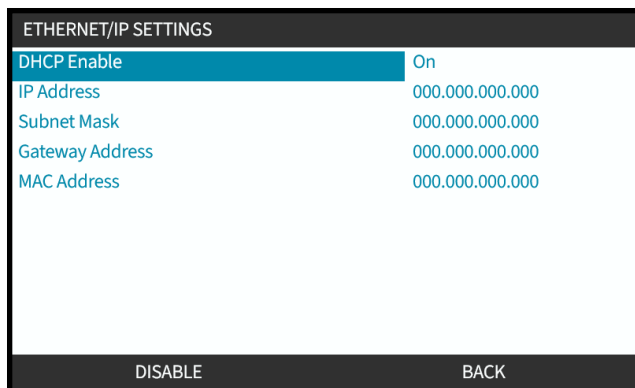 ETHERNET/IP SETTINGS
DHCP Enable On
IP Address 000.000.000.000
Subnet Mask 000.000.000.000
Gateway Address 000.000.000.000
MAC Address 000.000.000.000
DISABLE BACK